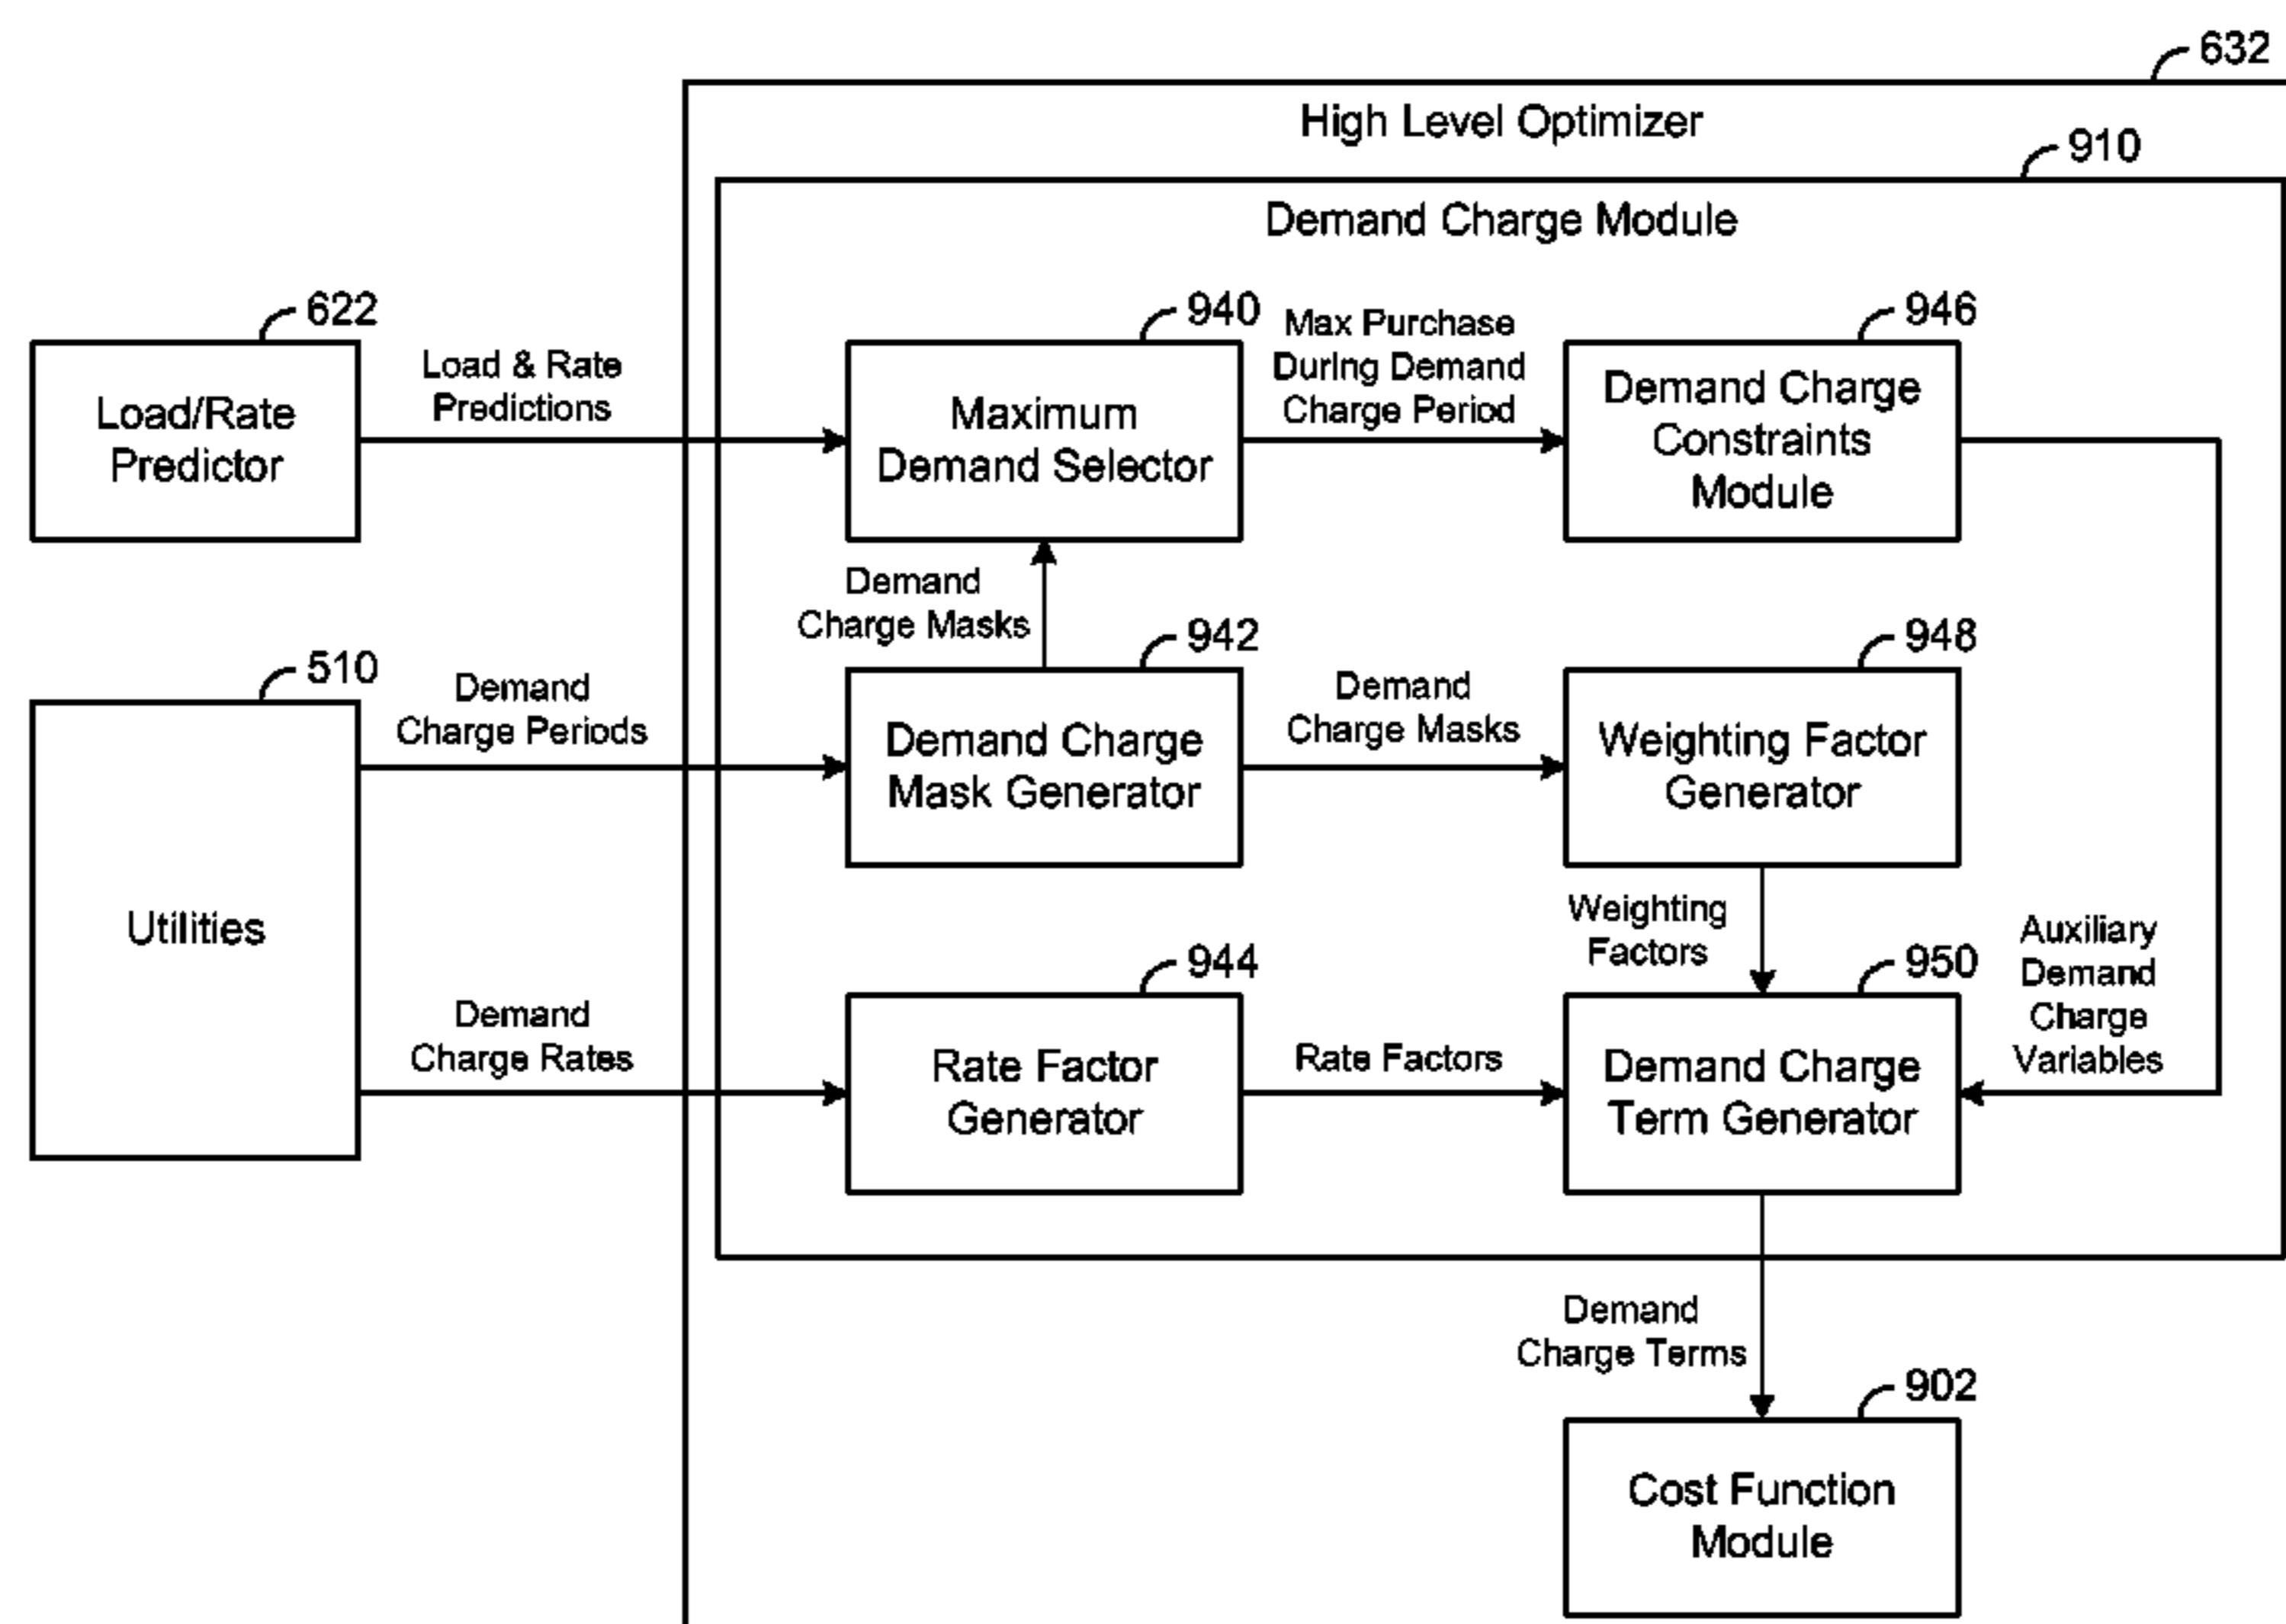 632
High Level Optimizer
910
Demand Charge Module
622
Load/Rate
Predictor
Load & Rate
Predictions
940
Maximum
Demand Selector
Max Purchase
During Demand
Charge Period
946
Demand Charge
Constraints
Module
Demand
Charge Masks
510
Utilities
Demand
Charge Periods
942
Demand Charge
Mask Generator
Demand
Charge Masks
948
Weighting Factor
Generator
Weighting
Factors
Auxiliary
Demand
Charge
Variables
Demand
Charge Rates
944
Rate Factor
Generator
Rate Factors
950
Demand Charge
Term Generator
Demand
Charge Terms
902
Cost Function
Module